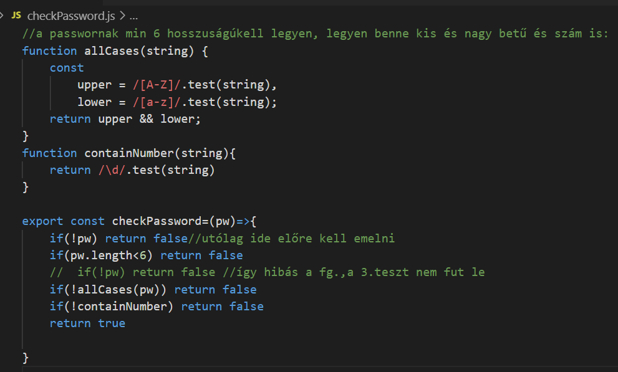 JS checkPassword.js > ...
//a passwornak min 6 hosszuságúkell legyen, legyen benne kis és nagy betű és szám is:
function allCases(string) {
    const
        upper = /[A-Z]/.test(string),
        lower = /[a-z]/.test(string);
    return upper && lower;
}
function containNumber(string){
    return /\d/.test(string)
}
export const checkPassword=(pw)=>{
    if(!pw) return false//utólag ide előre kell emelni
    if(pw.length<6) return false
    //  if(!pw) return false //így hibás a fg.,a 3.teszt nem fut le
    if(!allCases(pw)) return false
    if(!containNumber) return false
    return true
}